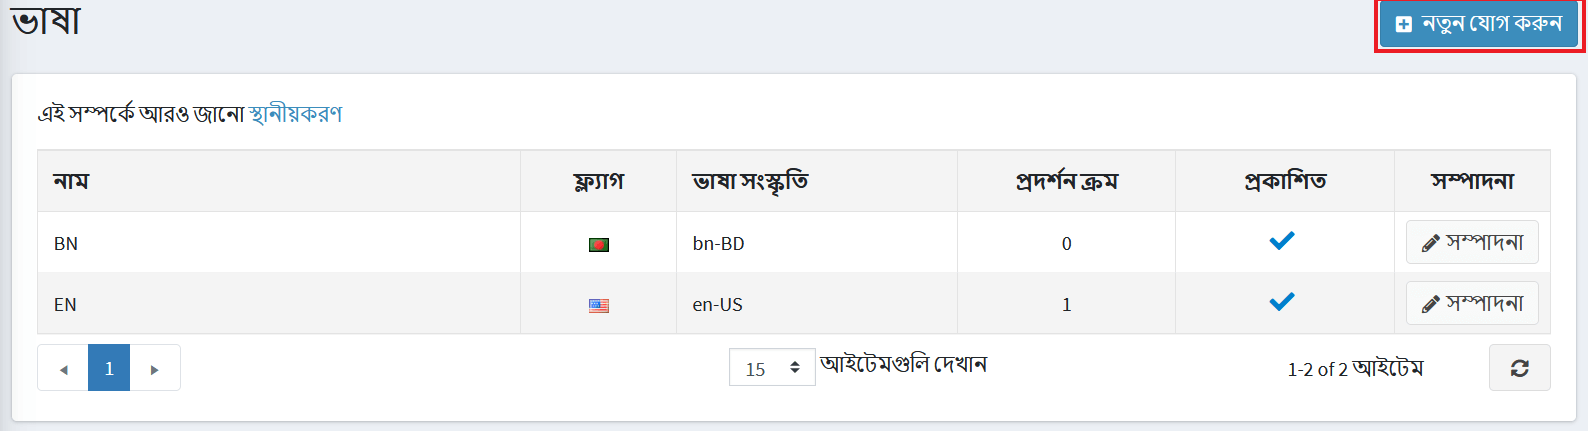 ভাষা
নতুন যোগ করুন
এই সম্পর্কে আরও জানো স্থানীয়করণ
নাম ফ্ল্যাগ ভাষা সংস্কৃতি প্রদর্শন ক্রম প্রকাশিত সম্পাদনা
BN bn-BD 0 সম্পাদনা
EN en-US 1 সম্পাদনা
1 15 আইটেমগুলি দেখান 1-2 of 2 আইটেম